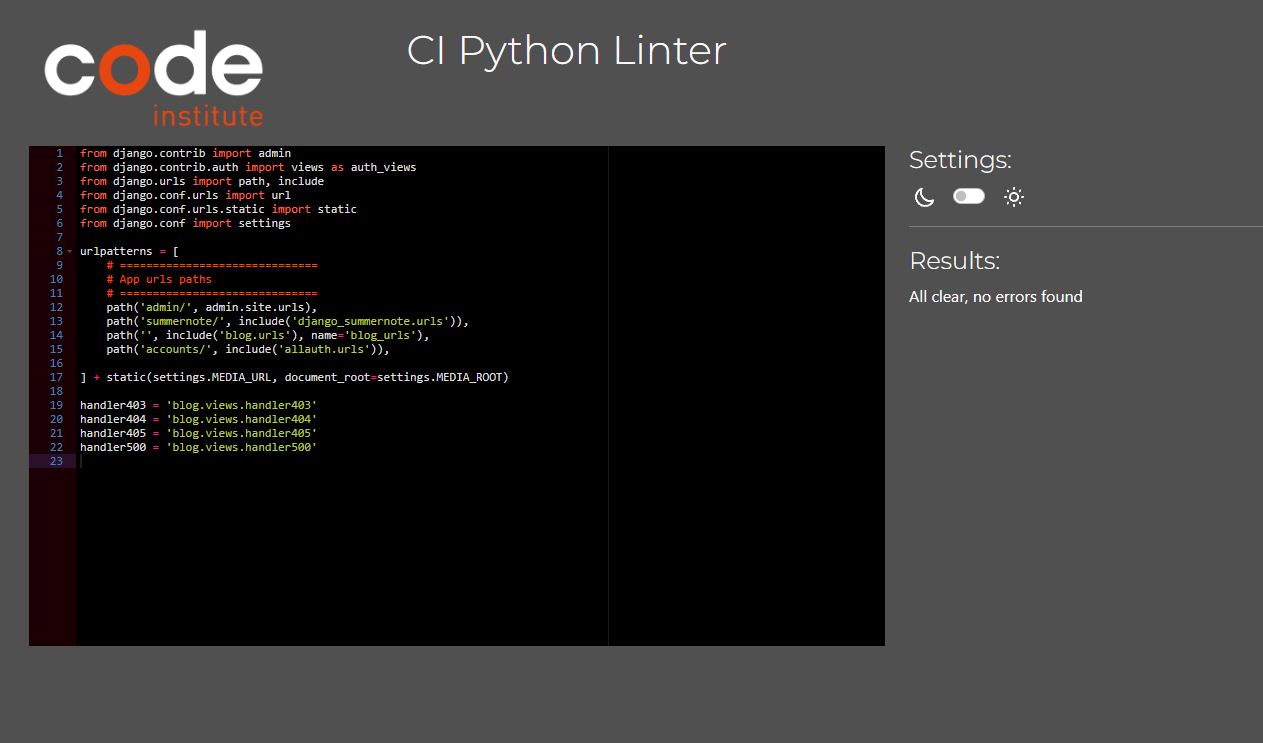 code
institute
CI Python Linter
1 from django.contrib import admin
2 from django.contrib.auth import views as auth_views
3 from django.urls import path, include
4 from django.conf.urls import url
5 from django.conf.urls.static import static
6 from django.conf import settings
7
8 urlpatterns = [
9     # ==============================
10     # App urls paths
11     # ==============================
12     path('admin/', admin.site.urls),
13     path('summernote/', include('django_summernote.urls')),
14     path('', include('blog.urls'), name='blog_urls'),
15     path('accounts/', include('allauth.urls')),
16
17 ] + static(settings.MEDIA_URL, document_root=settings.MEDIA_ROOT)
18
19 handler403 = 'blog.views.handler403'
20 handler404 = 'blog.views.handler404'
21 handler405 = 'blog.views.handler405'
22 handler500 = 'blog.views.handler500'
23
Settings:
Results:
All clear, no errors found